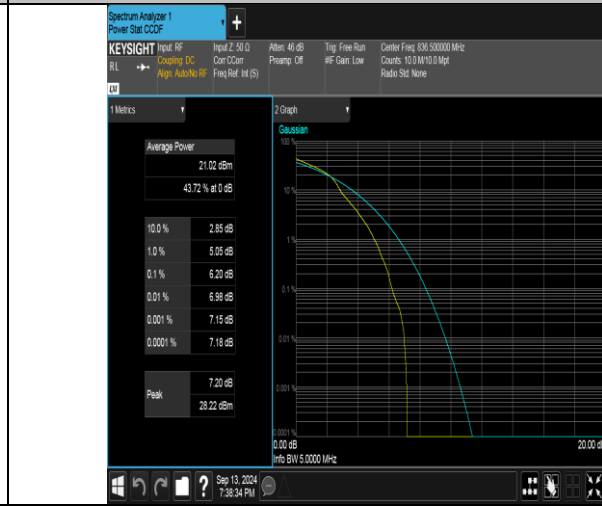 Spectrum Analyzer 1
Power Stat CCDF
+
KEYSIGHT Input: RF Input Z: 50 Ω Atten: 46 dB Trig: Free Run Center Freq: 836.500000 MHz
RL Coupling: DC Corr CCorr Preamp: Off #IF Gain: Low Counts: 10.0 M/10.0 Mpt
Align: Auto/No RF Freq Ref: Int (S) Radio Std: None
LXI
1 Metrics
2 Graph
Average Power
21.02 dBm
43.72 % at 0 dB
10.0 % 2.85 dB
1.0 % 5.05 dB
0.1 % 6.20 dB
0.01 % 6.98 dB
0.001 % 7.15 dB
0.0001 % 7.18 dB
Peak 7.20 dB
28.22 dBm
Gaussian
100 %
10 %
1 %
0.1 %
0.01 %
0.001 %
0.0001 %
0.00 dB 20.00 d
Info BW 5.0000 MHz
? Sep 13, 2024
7:38:34 PM